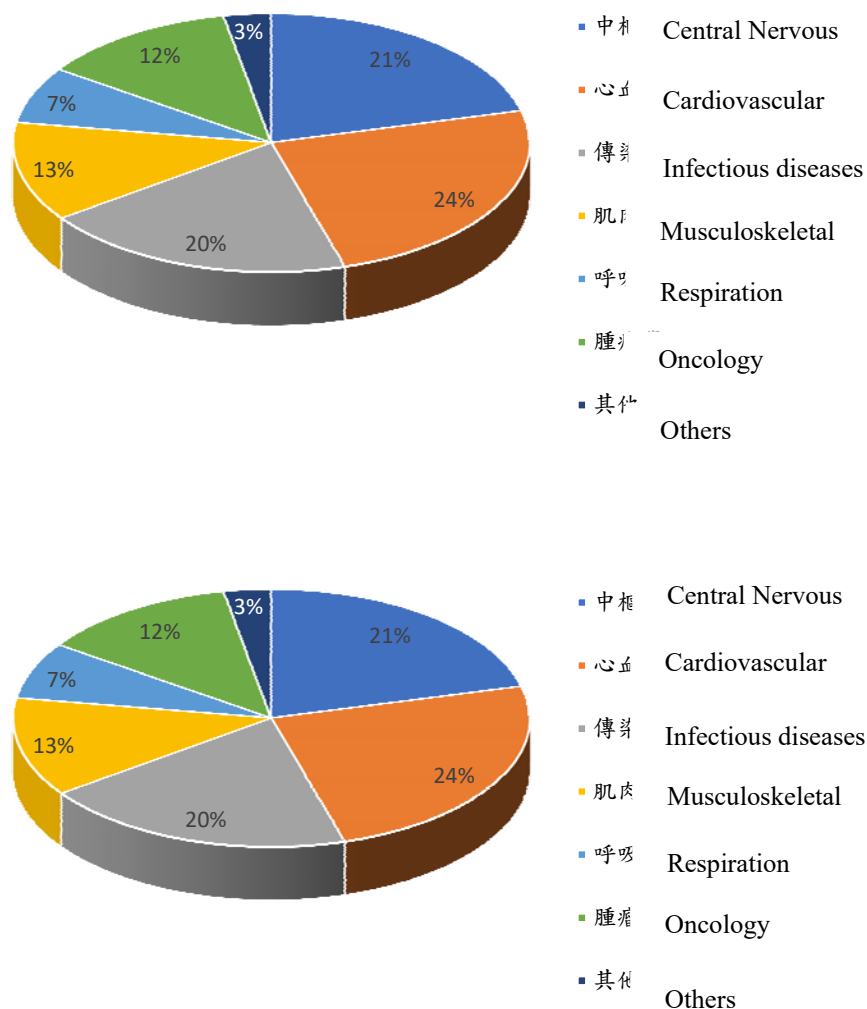 3%
12%
21%
7%
13%
24%
20%
中 Central Nervous
心 Cardiovascular
傳 Infectious diseases
肌 Musculoskeletal
呼 Respiration
腫 Oncology
其 Others
3%
12%
21%
7%
13%
24%
20%
中樞 Central Nervous
心 Cardiovascular
傳 Infectious diseases
肌肉 Musculoskeletal
呼吸 Respiration
腫 Oncology
其他 Others